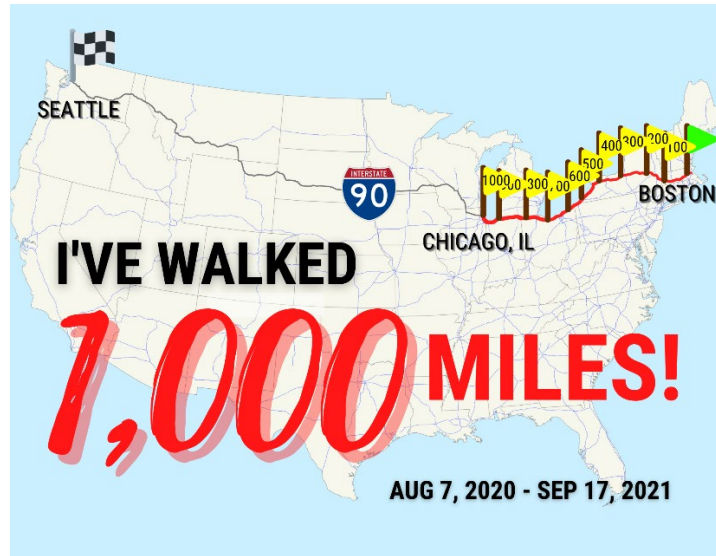 SEATTLE
INTERSTATE
90
1000
300
600
500
400
300
200
100
BOSTON
CHICAGO, IL
I'VE WALKED
1,000 MILES!
AUG 7, 2020 - SEP 17, 2021